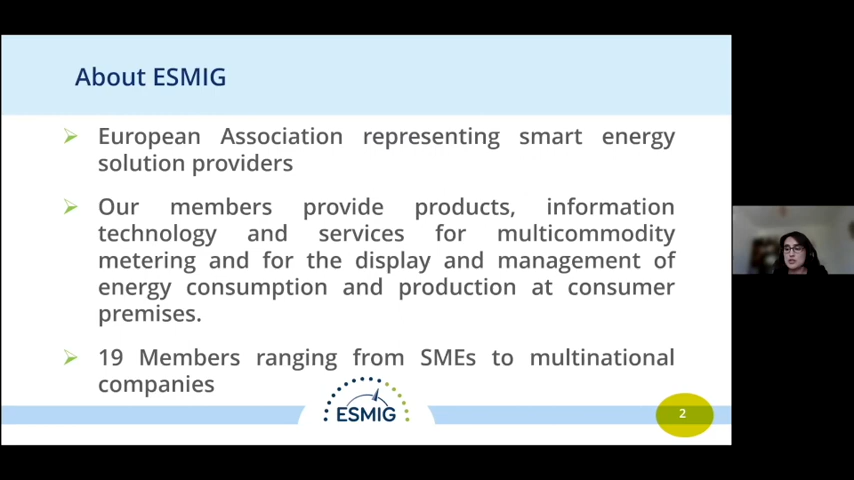 About ESMIG
European Association representing smart energy
solution providers
Our members provide products, information
technology and services for multicommodity
metering and for the display and management of
energy consumption and production at consumer
premises.
19 Members ranging from SMEs to multinational
companies
ESMIG
2